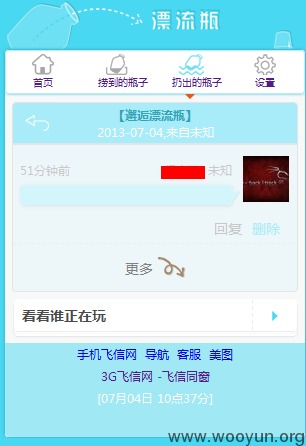 漂流瓶
首页 捞到的瓶子 扔出的瓶子 设置
【邂逅漂流瓶】
2013-07-04,来自未知
51分钟前 未知
回复 删除
更多
看看谁正在玩
手机飞信网 导航 客服 美图
3G飞信网 -飞信同窗
[07月04日 10点37分]
www.wooyun.org